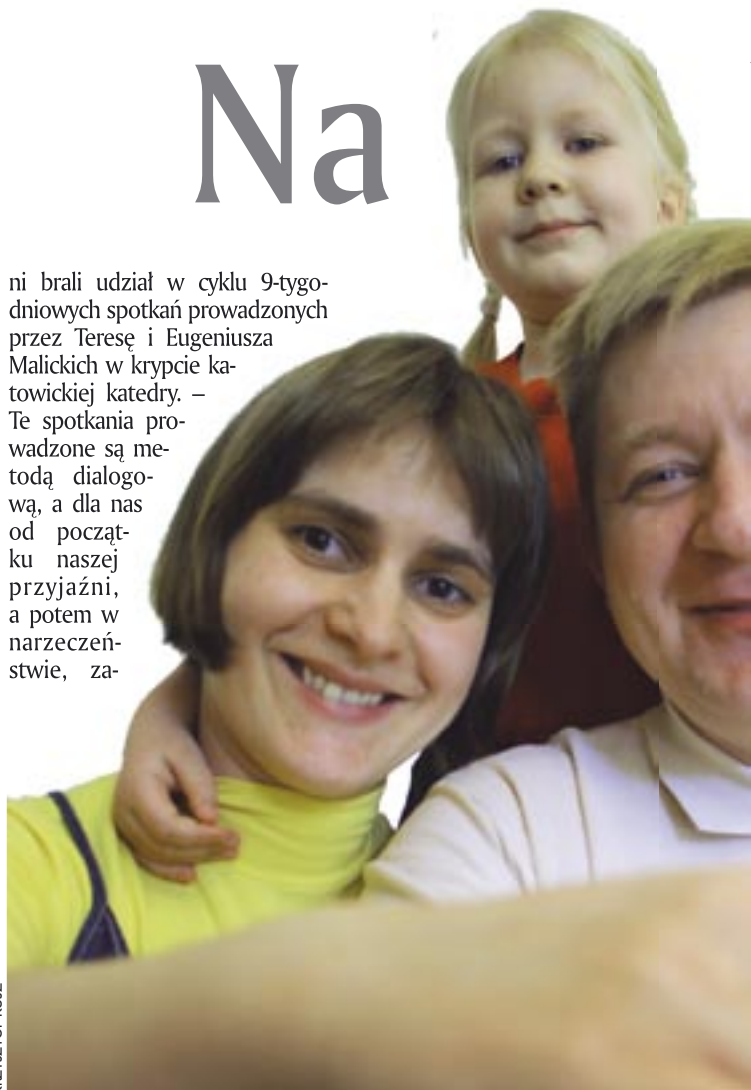 Na
ni brali udział w cyklu 9-tygo-
dniowych spotkań prowadzonych
przez Teresę i Eugeniusza
Malickich w krypcie ka-
towickiej katedry. –
Te spotkania pro-
wadzone są me-
todą dialogo-
wą, a dla nas
od począt-
ku naszej
przyjaźni,
a potem w
narzeczeń-
stwie, za-